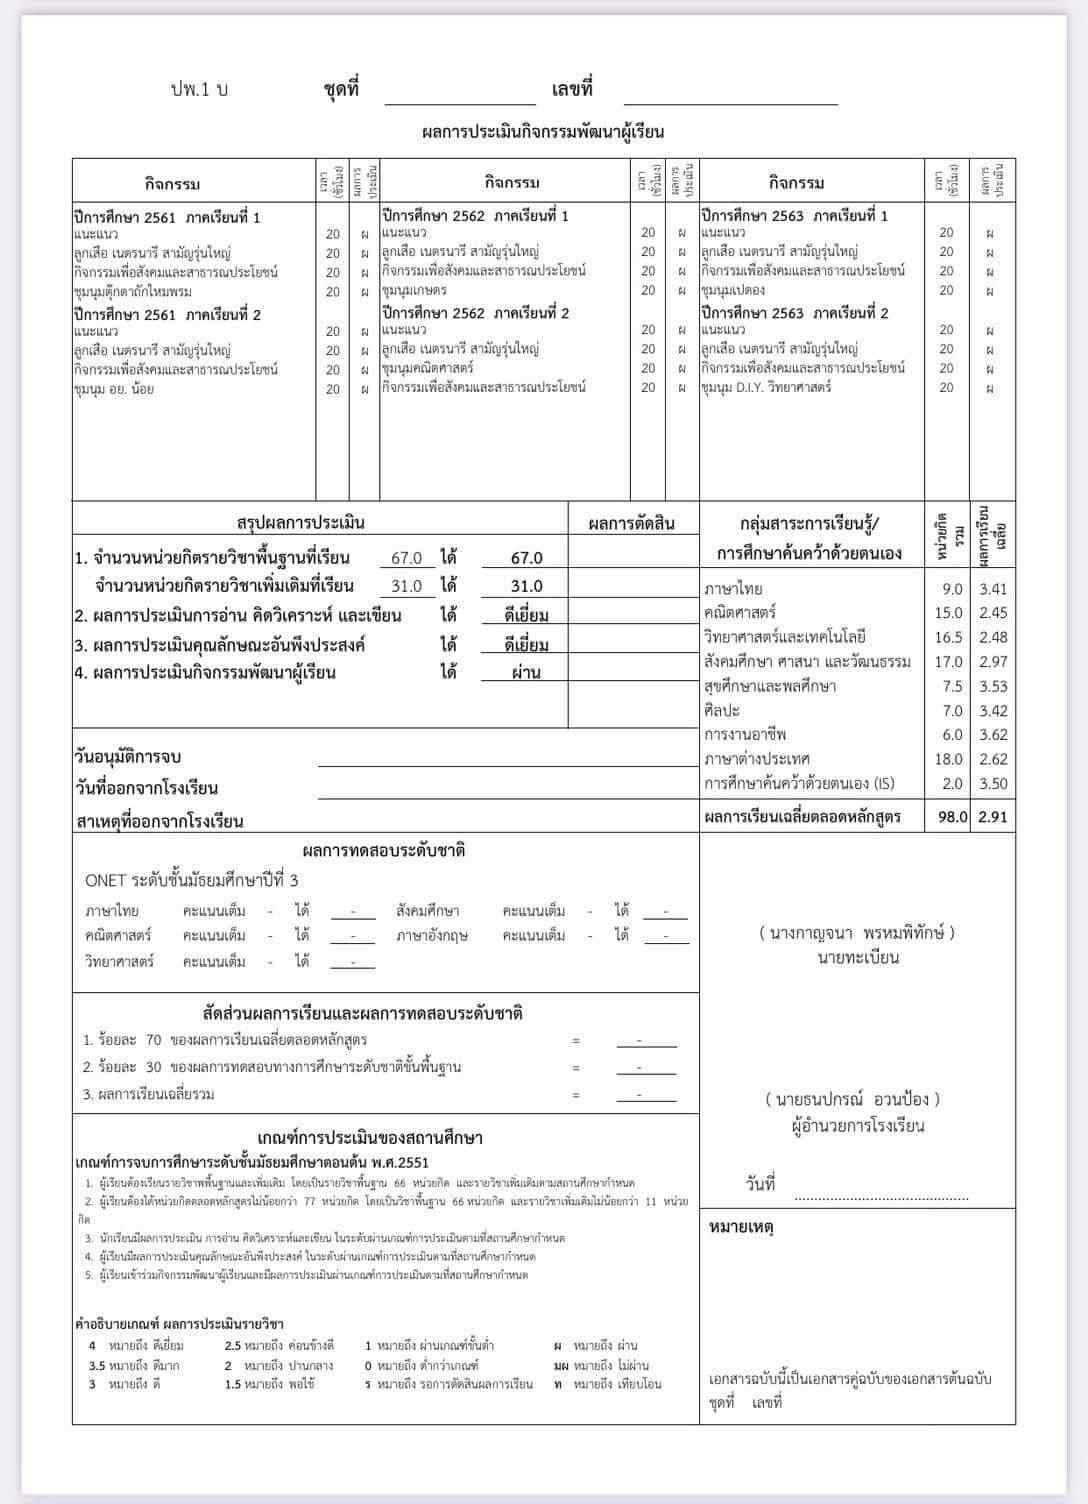 ปพ.1 บ ชุดที่ เลขที่
ผลการประเมินกิจกรรมพัฒนาผู้เรียน
กิจกรรม เวลา (ชั่วโมง) ผลการประเมิน กิจกรรม เวลา (ชั่วโมง) ผลการประเมิน กิจกรรม เวลา (ชั่วโมง) ผลการประเมิน
ปีการศึกษา 2561 ภาคเรียนที่ 1 ปีการศึกษา 2562 ภาคเรียนที่ 1 ปีการศึกษา 2563 ภาคเรียนที่ 1
แนะแนว 20 ผ แนะแนว 20 ผ แนะแนว 20 ผ
ลูกเสือ เนตรนารี สามัญรุ่นใหญ่ 20 ผ ลูกเสือ เนตรนารี สามัญรุ่นใหญ่ 20 ผ ลูกเสือ เนตรนารี สามัญรุ่นใหญ่ 20 ผ
กิจกรรมเพื่อสังคมและสาธารณประโยชน์ 20 ผ กิจกรรมเพื่อสังคมและสาธารณประโยชน์ 20 ผ กิจกรรมเพื่อสังคมและสาธารณประโยชน์ 20 ผ
ชุมนุมตุ๊กตาถักไหมพรม 20 ผ ชุมนุมเกษตร 20 ผ ชุมนุมเปตอง 20 ผ
ปีการศึกษา 2561 ภาคเรียนที่ 2 ปีการศึกษา 2562 ภาคเรียนที่ 2 ปีการศึกษา 2563 ภาคเรียนที่ 2
แนะแนว 20 ผ แนะแนว 20 ผ แนะแนว 20 ผ
ลูกเสือ เนตรนารี สามัญรุ่นใหญ่ 20 ผ ลูกเสือ เนตรนารี สามัญรุ่นใหญ่ 20 ผ ลูกเสือ เนตรนารี สามัญรุ่นใหญ่ 20 ผ
กิจกรรมเพื่อสังคมและสาธารณประโยชน์ 20 ผ ชุมนุมคณิตศาสตร์ 20 ผ กิจกรรมเพื่อสังคมและสาธารณประโยชน์ 20 ผ
ชุมนุม อย. น้อย 20 ผ กิจกรรมเพื่อสังคมและสาธารณประโยชน์ 20 ผ ชุมนุม D.I.Y. วิทยาศาสตร์ 20 ผ
สรุปผลการประเมิน ผลการตัดสิน
1. จำนวนหน่วยกิตรายวิชาพื้นฐานที่เรียน 67.0 ได้ 67.0
จำนวนหน่วยกิตรายวิชาเพิ่มเติมที่เรียน 31.0 ได้ 31.0
2. ผลการประเมินการอ่าน คิดวิเคราะห์ และเขียน ได้ ดีเยี่ยม
3. ผลการประเมินคุณลักษณะอันพึงประสงค์ ได้ ดีเยี่ยม
4. ผลการประเมินกิจกรรมพัฒนาผู้เรียน ได้ ผ่าน
วันอนุมัติการจบ
วันที่ออกจากโรงเรียน
สาเหตุที่ออกจากโรงเรียน
กลุ่มสาระการเรียนรู้/ หน่วยกิตรวม ผลการเรียนเฉลี่ย
การศึกษาค้นคว้าด้วยตนเอง
ภาษาไทย 9.0 3.41
คณิตศาสตร์ 15.0 2.45
วิทยาศาสตร์และเทคโนโลยี 16.5 2.48
สังคมศึกษา ศาสนา และวัฒนธรรม 17.0 2.97
สุขศึกษาและพลศึกษา 7.5 3.53
ศิลปะ 7.0 3.42
การงานอาชีพ 6.0 3.62
ภาษาต่างประเทศ 18.0 2.62
การศึกษาค้นคว้าด้วยตนเอง (IS) 2.0 3.50
ผลการเรียนเฉลี่ยตลอดหลักสูตร 98.0 2.91
ผลการทดสอบระดับชาติ
ONET ระดับชั้นมัธยมศึกษาปีที่ 3
ภาษาไทย คะแนนเต็ม - ได้ - สังคมศึกษา คะแนนเต็ม - ได้ -
คณิตศาสตร์ คะแนนเต็ม - ได้ - ภาษาอังกฤษ คะแนนเต็ม - ได้ -
วิทยาศาสตร์ คะแนนเต็ม - ได้ -
สัดส่วนผลการเรียนและผลการทดสอบระดับชาติ
1. ร้อยละ 70 ของผลการเรียนเฉลี่ยตลอดหลักสูตร = -
2. ร้อยละ 30 ของผลการทดสอบทางการศึกษาระดับชาติขั้นพื้นฐาน = -
3. ผลการเรียนเฉลี่ยรวม = -
เกณฑ์การประเมินของสถานศึกษา
เกณฑ์การจบการศึกษาระดับชั้นมัธยมศึกษาตอนต้น พ.ศ.2551
1. ผู้เรียนต้องเรียนรายวิชาพื้นฐานและเพิ่มเติม โดยเป็นรายวิชาพื้นฐาน 66 หน่วยกิต และรายวิชาเพิ่มเติมตามสถานศึกษากำหนด
2. ผู้เรียนต้องได้หน่วยกิตตลอดหลักสูตรไม่น้อยกว่า 77 หน่วยกิต โดยเป็นวิชาพื้นฐาน 66 หน่วยกิต และรายวิชาเพิ่มเติมไม่น้อยกว่า 11 หน่วย
กิต
3. นักเรียนมีผลการประเมิน การอ่าน คิดวิเคราะห์และเขียน ในระดับผ่านเกณฑ์การประเมินตามที่สถานศึกษากำหนด
4. ผู้เรียนมีผลการประเมินคุณลักษณะอันพึงประสงค์ ในระดับผ่านเกณฑ์การประเมินตามที่สถานศึกษากำหนด
5. ผู้เรียนเข้าร่วมกิจกรรมพัฒนาผู้เรียนและมีผลการประเมินผ่านเกณฑ์การประเมินตามที่สถานศึกษากำหนด
คำอธิบายเกณฑ์ ผลการประเมินรายวิชา
4 หมายถึง ดีเยี่ยม 2.5 หมายถึง ค่อนข้างดี 1 หมายถึง ผ่านเกณฑ์ขั้นต่ำ ผ หมายถึง ผ่าน
3.5 หมายถึง ดีมาก 2 หมายถึง ปานกลาง 0 หมายถึง ต่ำกว่าเกณฑ์ มผ หมายถึง ไม่ผ่าน
3 หมายถึง ดี 1.5 หมายถึง พอใช้ ร หมายถึง รอการตัดสินผลการเรียน ท หมายถึง เทียบโอน
( นางกาญจนา พรหมพิทักษ์ )
นายทะเบียน
( นายธนปกรณ์ อวนป้อง )
ผู้อำนวยการโรงเรียน
วันที่ ..........................................
หมายเหตุ
เอกสารฉบับนี้เป็นเอกสารคู่ฉบับของเอกสารต้นฉบับ
ชุดที่ เลขที่